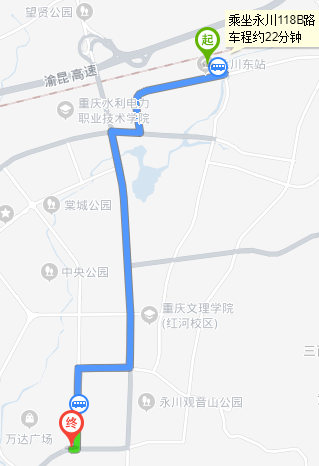 望贤公园
乘坐永川118B路
车程约22分钟
起
川东站
渝昆高速
重庆水利电力
职业技术学院
棠城公园
中央公园
重庆文理学院
(红河校区)
三
永川观音山公园
终
万达广场